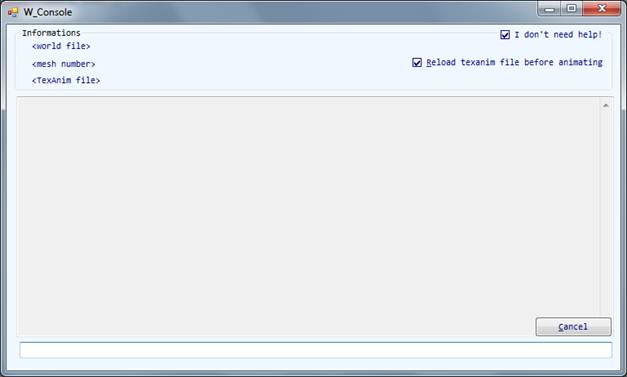 W_Console
Informations
I don't need help!
<world file>
<mesh number>
Reload texanim file before animating
<TexAnim file>
Cancel